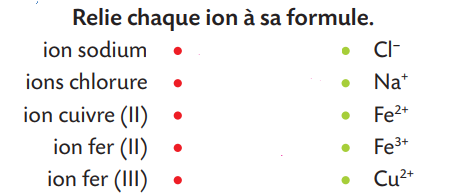 Relie chaque ion à sa formule.
ion sodium • • Cl⁻
ions chlorure • • Na⁺
ion cuivre (II) • • Fe²⁺
ion fer (II) • • Fe³⁺
ion fer (III) • • Cu²⁺